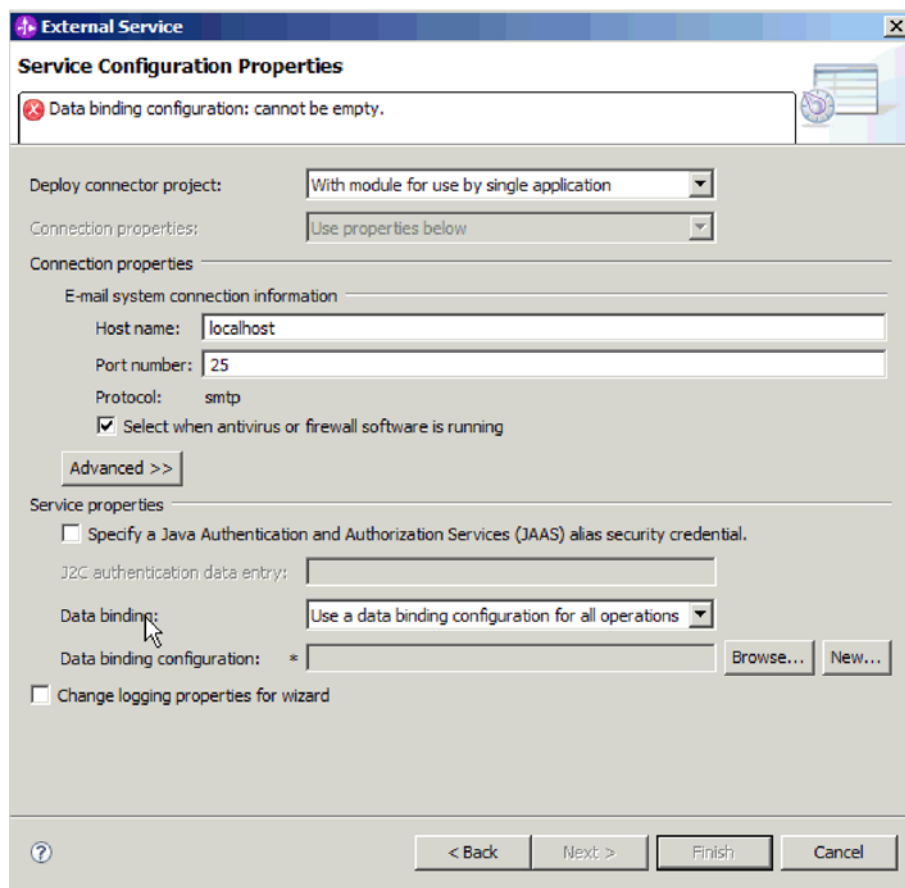 External Service
Service Configuration Properties
Data binding configuration: cannot be empty.
Deploy connector project: With module for use by single application
Connection properties: Use properties below
Connection properties
E-mail system connection information
Host name: localhost
Port number: 25
Protocol: smtp
Select when antivirus or firewall software is running
Advanced >>
Service properties
Specify a Java Authentication and Authorization Services (JAAS) alias security credential.
J2C authentication data entry:
Data binding: Use a data binding configuration for all operations
Data binding configuration: * Browse... New...
Change logging properties for wizard
? < Back Next > Finish Cancel